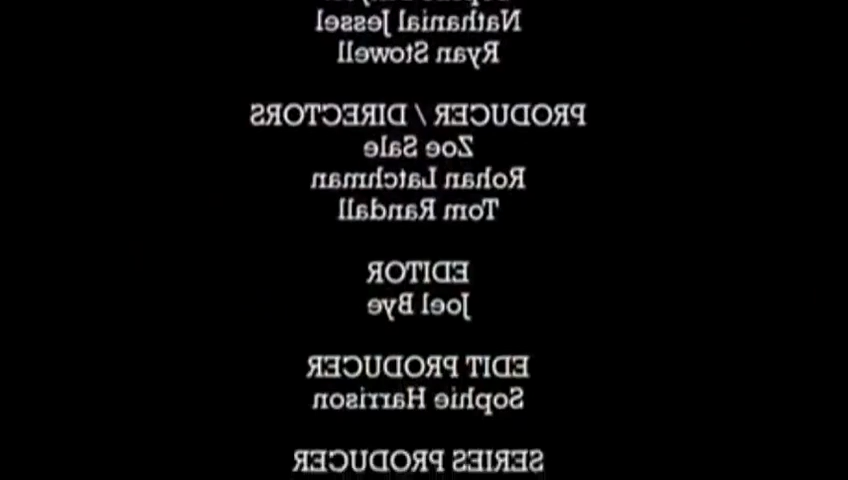 Nathanial Jessel
Ryan Stowell
PRODUCER / DIRECTORS
Zoe Sale
Rohan Latchman
Tom Randall
EDITOR
Joel Bye
EDIT PRODUCER
Sophie Harrison
SERIES PRODUCER